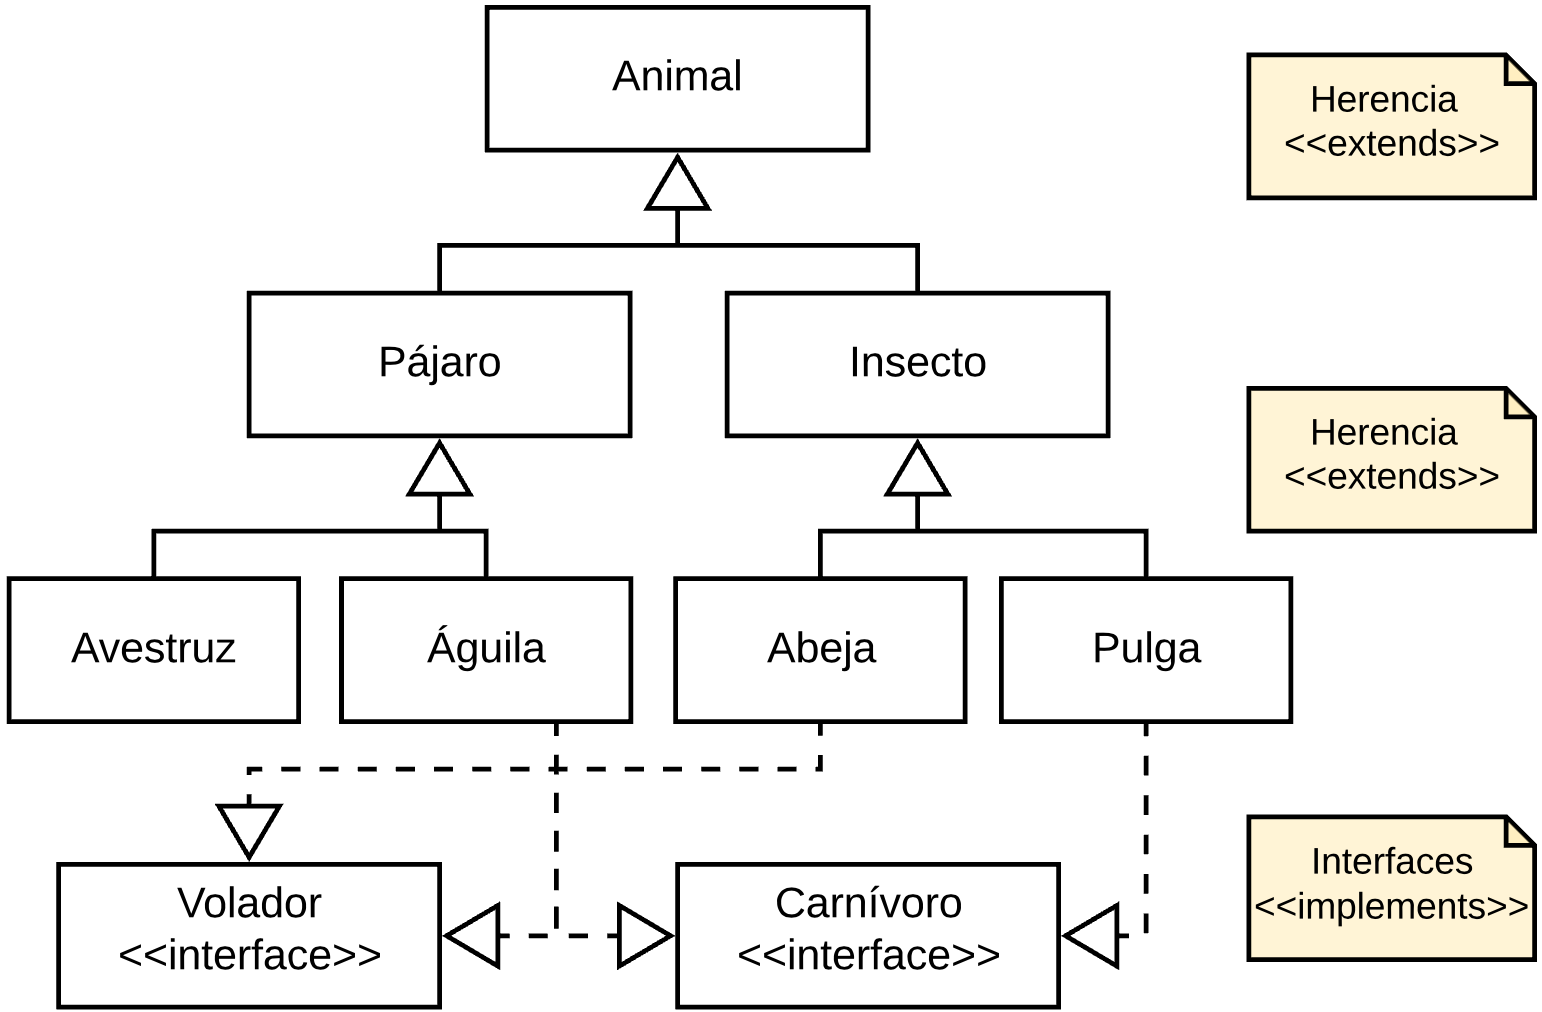 Animal
Herencia
<<extends>>
Pájaro
Insecto
Herencia
<<extends>>
Avestruz
Águila
Abeja
Pulga
Volador
<<interface>>
Carnívoro
<<interface>>
Interfaces
<<implements>>